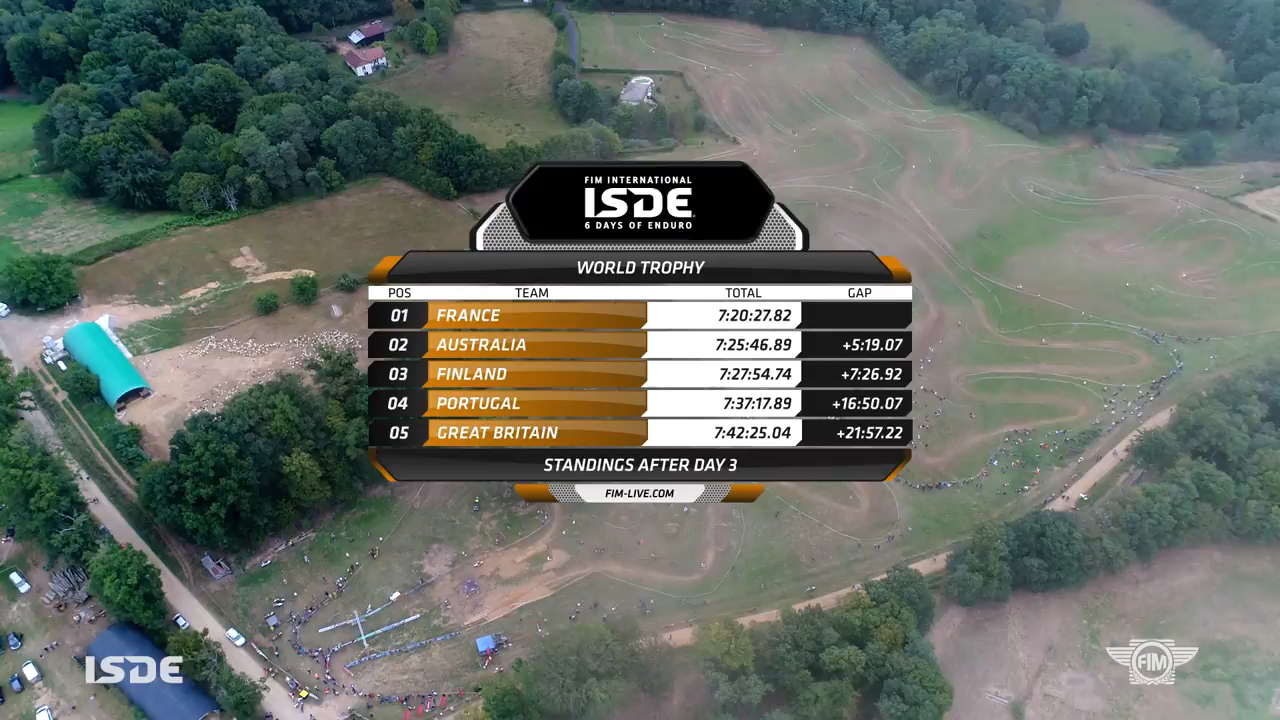 FIM INTERNATIONAL
ISDE
6 DAYS OF ENDURO
WORLD TROPHY
POS TEAM TOTAL GAP
01 FRANCE 7:20:27.82
02 AUSTRALIA 7:25:46.89 +5:19.07
03 FINLAND 7:27:54.74 +7:26.92
04 PORTUGAL 7:37:17.89 +16:50.07
05 GREAT BRITAIN 7:42:25.04 +21:57.22
STANDINGS AFTER DAY 3
FIM-LIVE.COM
ISDE
FIM